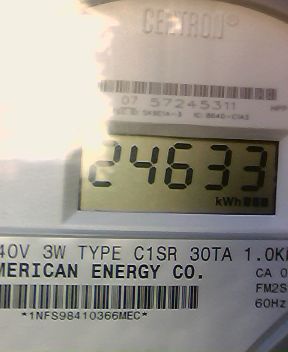 CENTRON®
07 57245311
24633
kWh
40V 3W TYPE C1SR 30TA 1.0K
MERICAN ENERGY CO.
CA 0
FM2S
60Hz
*1NFS98410366MEC*